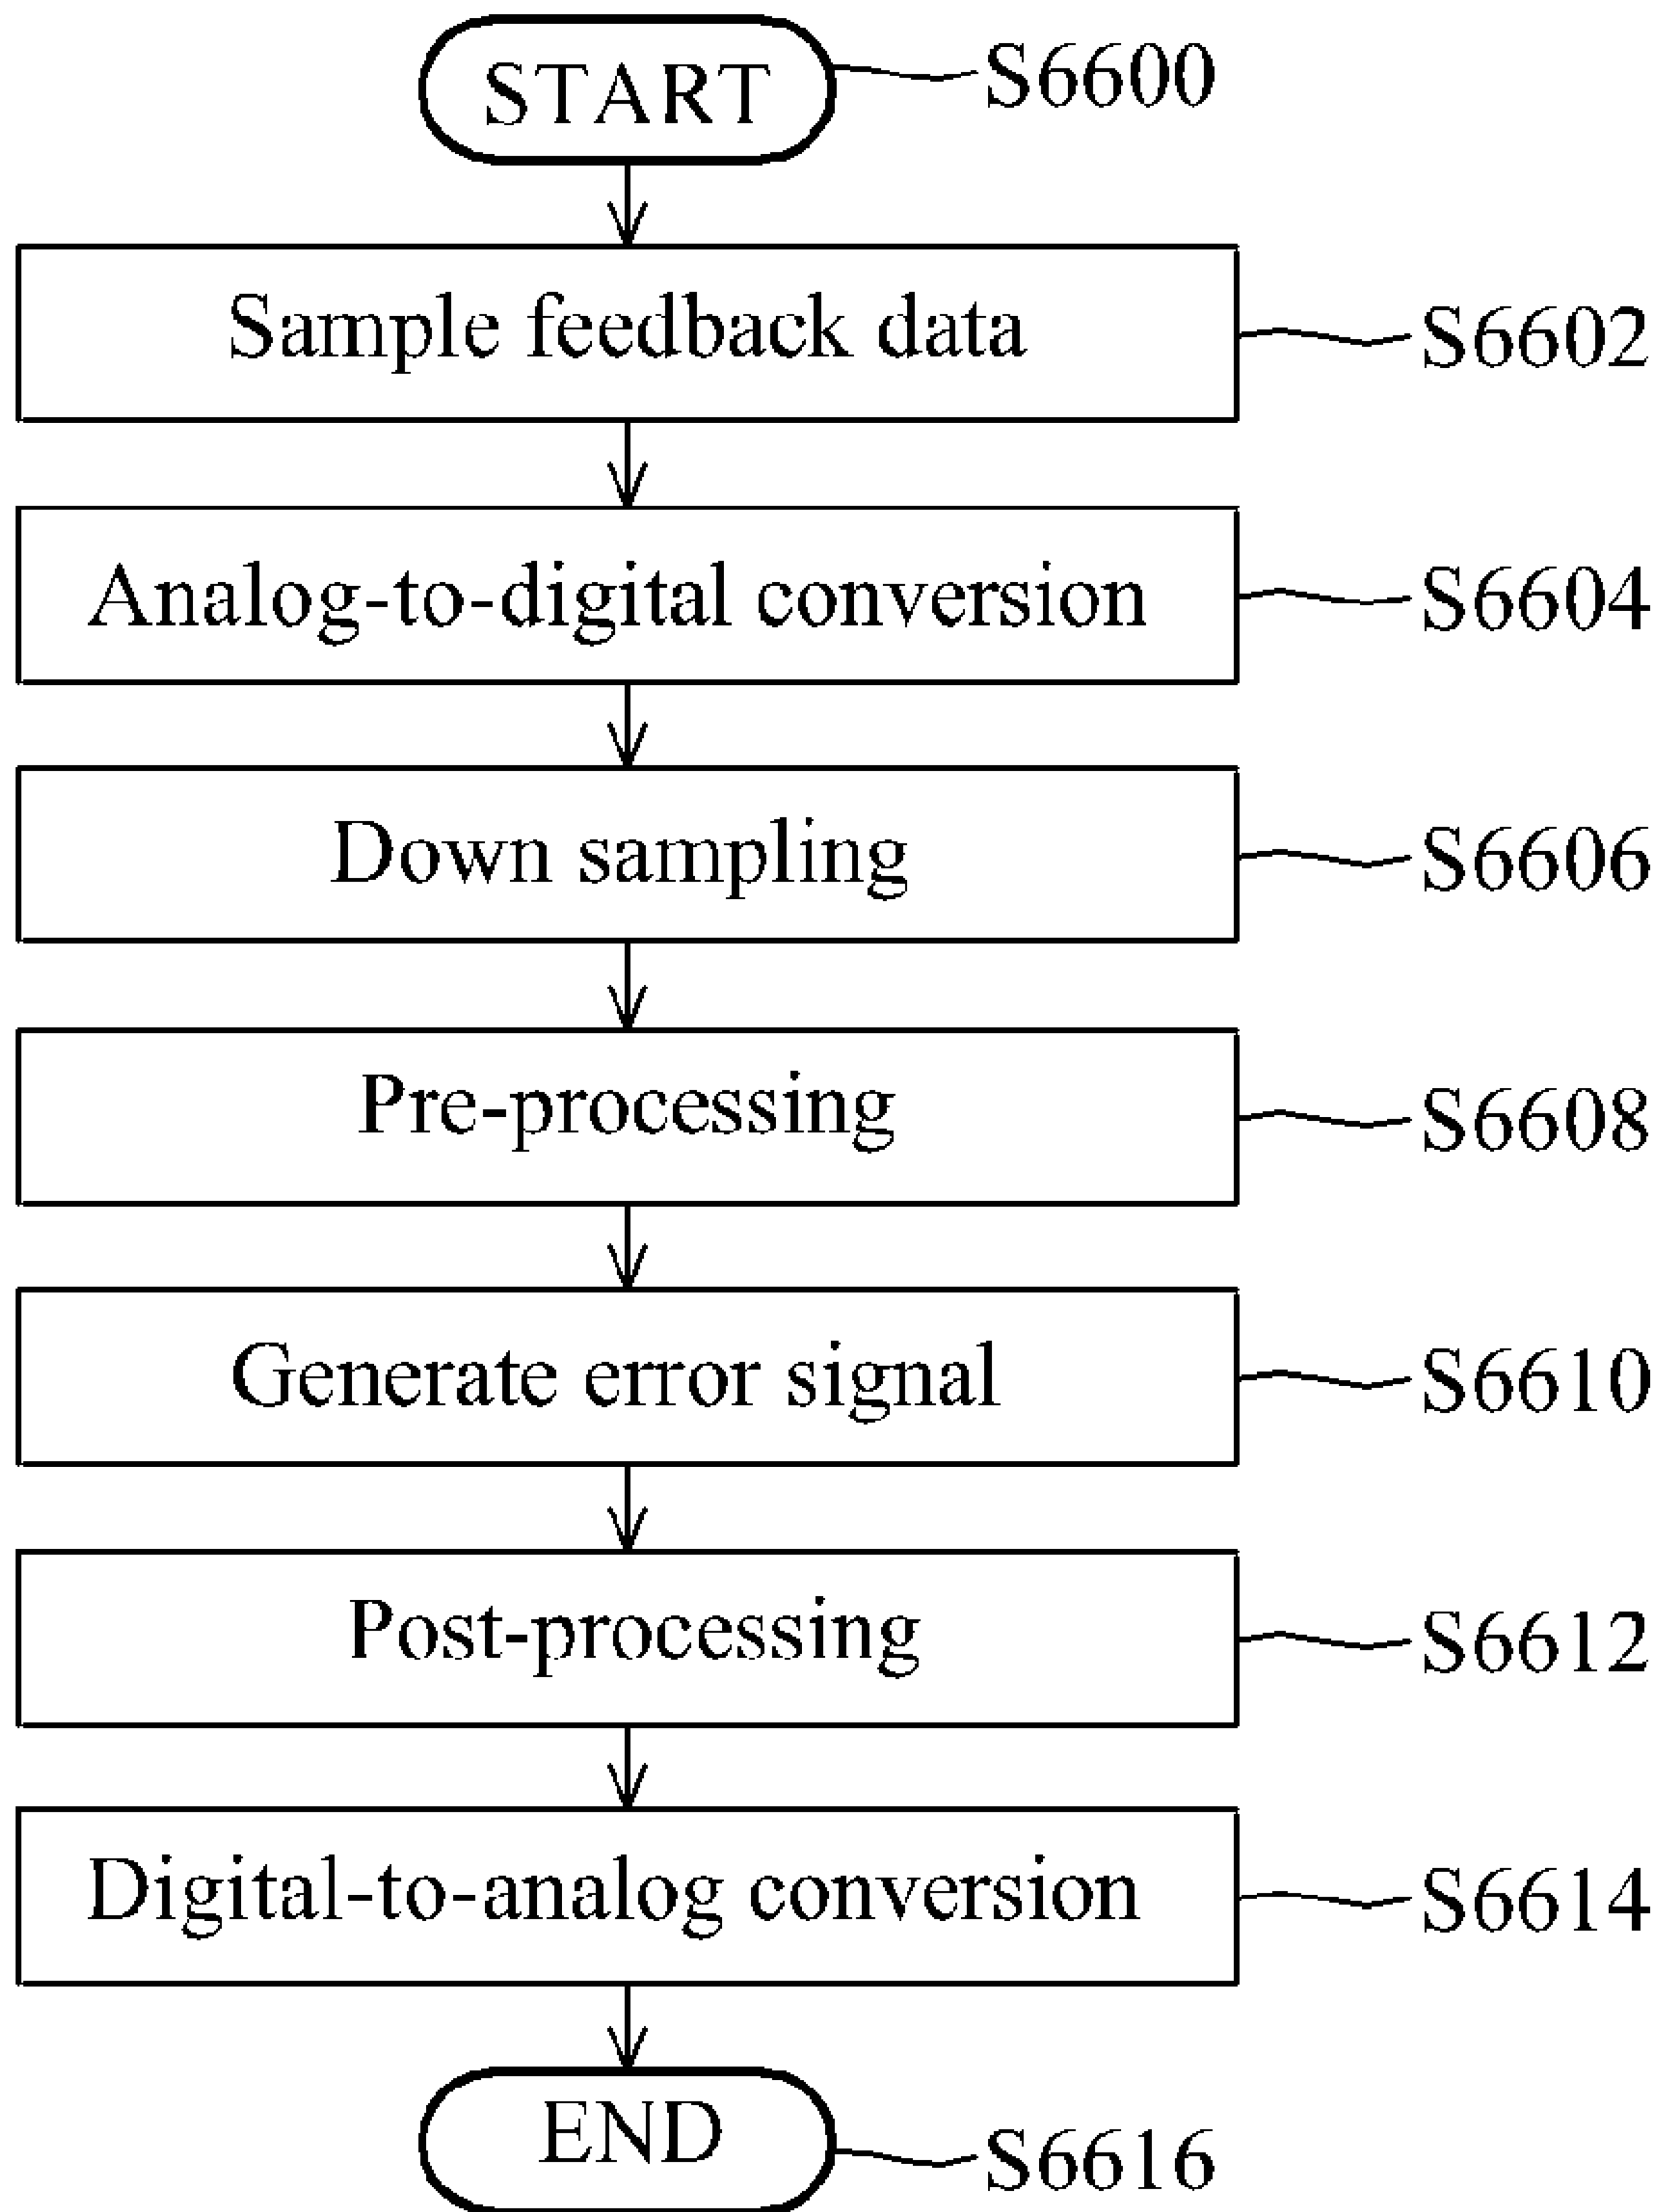 START
S6600
Sample feedback data
S6602
Analog-to-digital conversion
S6604
Down sampling
S6606
Pre-processing
S6608
Generate error signal
S6610
Post-processing
S6612
Digital-to-analog conversion
S6614
END
S6616